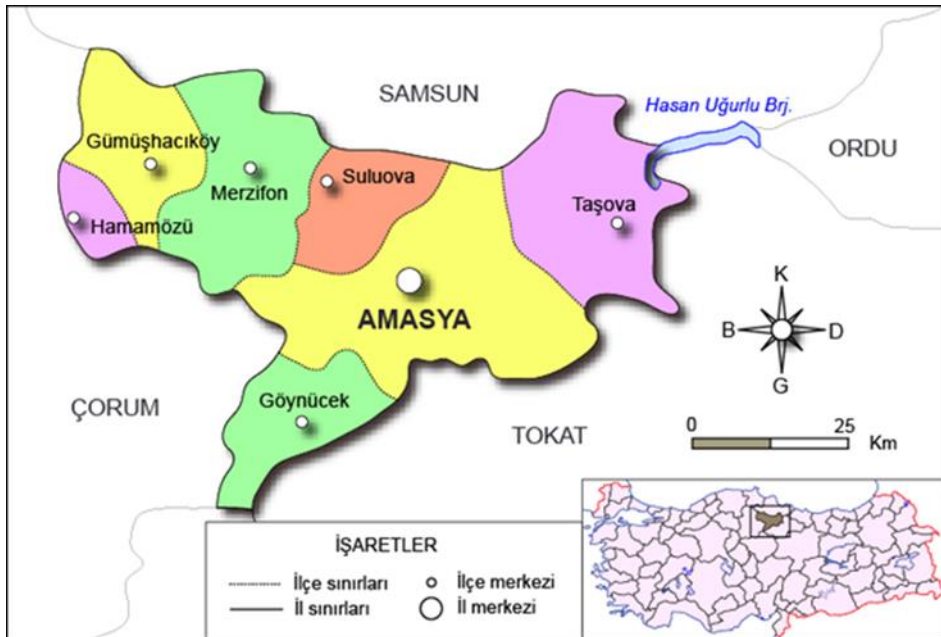 SAMSUN
Hasan Uğurlu Brj.
ORDU
Gümüşhacıköy
Merzifon
Suluova
Hamamözü
Taşova
AMASYA
K
B
D
G
ÇORUM
Göynücek
TOKAT
0 25
Km
İŞARETLER
İlçe sınırları
İlçe merkezi
İl sınırları
İl merkezi